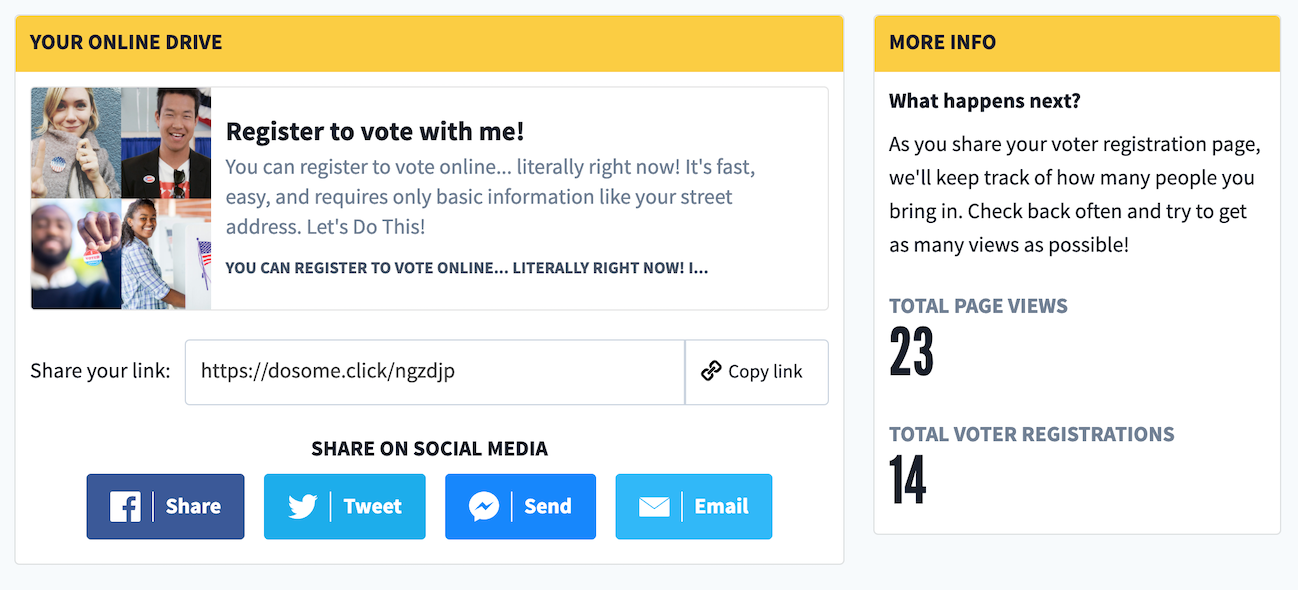 YOUR ONLINE DRIVE
Register to vote with me!
You can register to vote online... literally right now! It's fast,
easy, and requires only basic information like your street
address. Let's Do This!
YOU CAN REGISTER TO VOTE ONLINE... LITERALLY RIGHT NOW! I...
Share your link:
https://dosome.click/ngzdjp
Copy link
SHARE ON SOCIAL MEDIA
Share
Tweet
Send
Email
MORE INFO
What happens next?
As you share your voter registration page,
we'll keep track of how many people you
bring in. Check back often and try to get
as many views as possible!
TOTAL PAGE VIEWS
23
TOTAL VOTER REGISTRATIONS
14